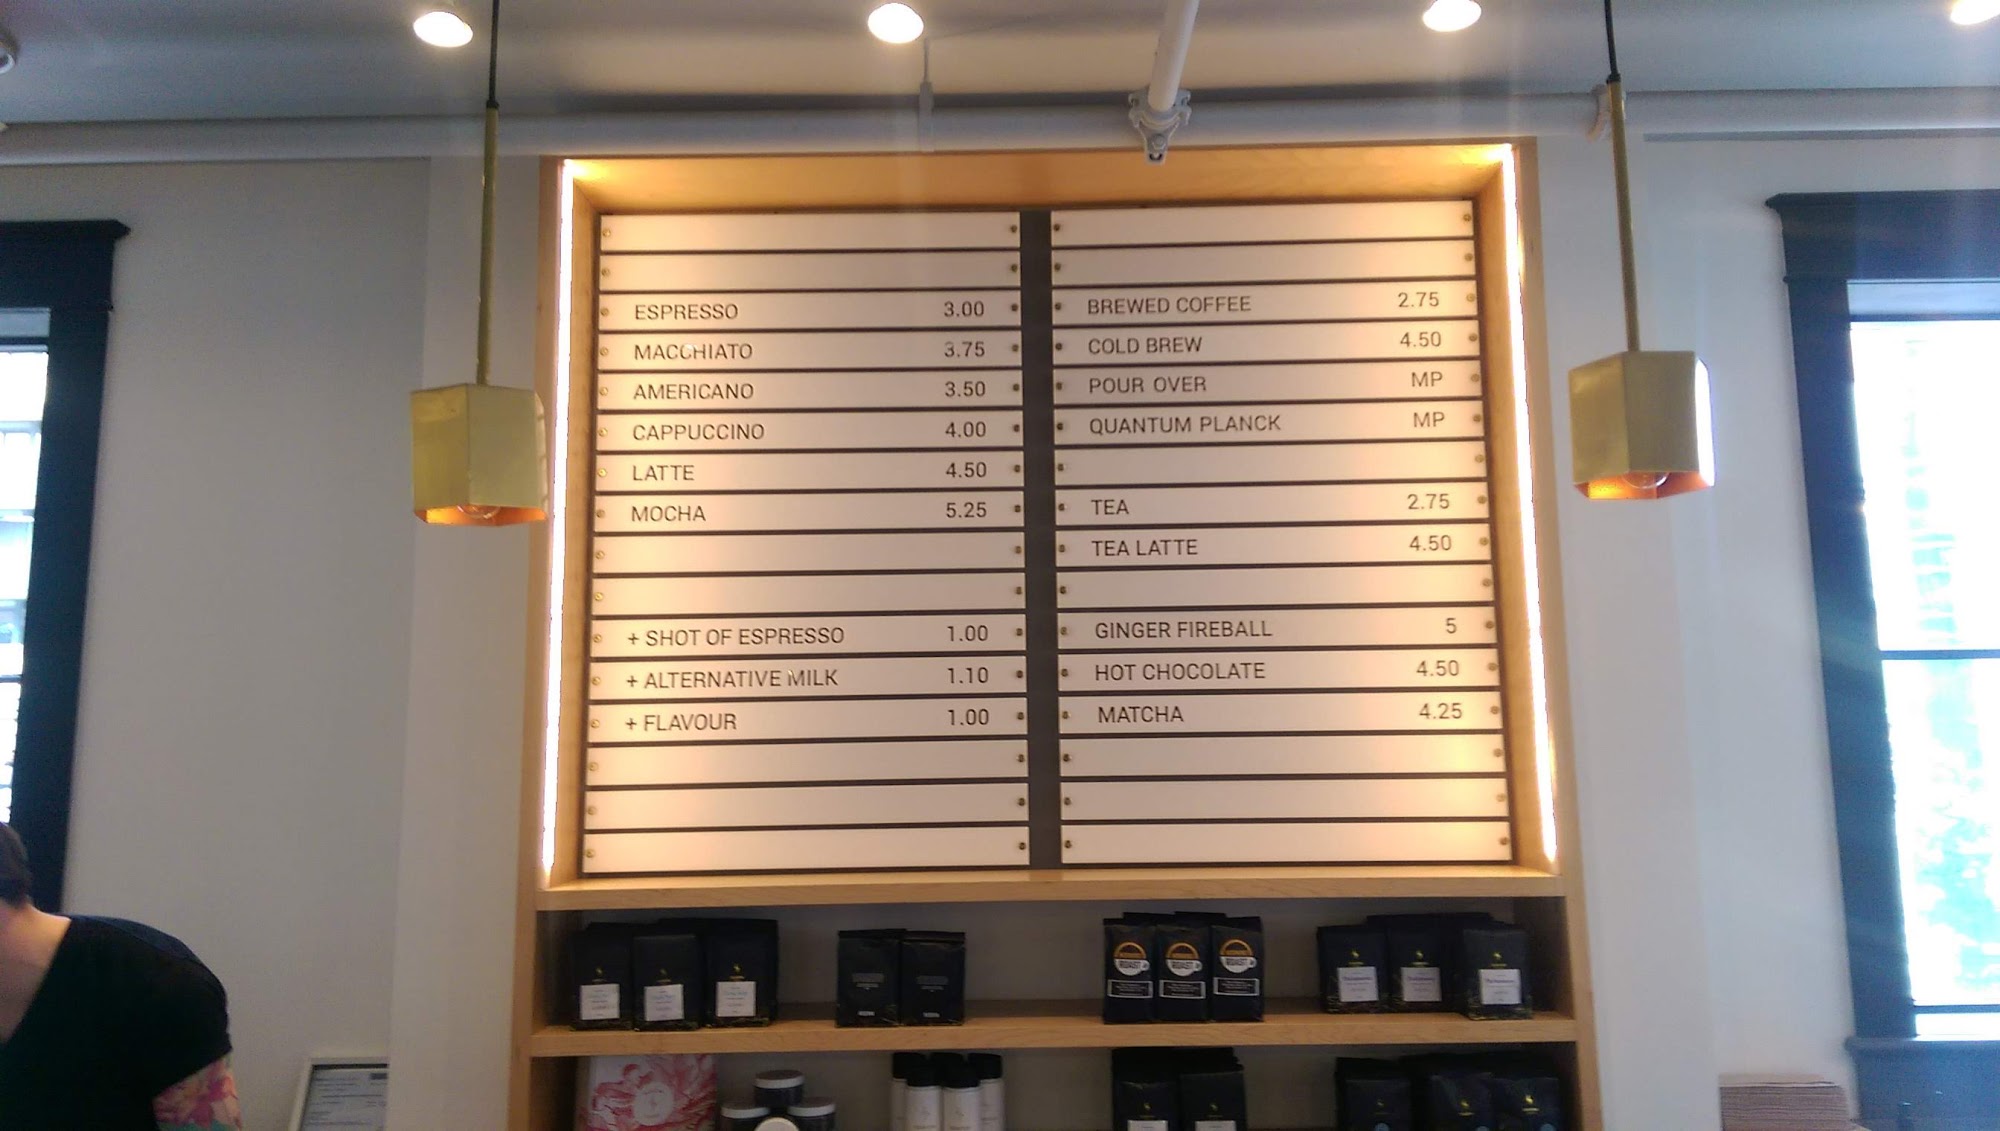 ESPRESSO 3.00
MACCHIATO 3.75
AMERICANO 3.50
CAPPUCCINO 4.00
LATTE 4.50
MOCHA 5.25
+ SHOT OF ESPRESSO 1.00
+ ALTERNATIVE MILK 1.10
+ FLAVOUR 1.00
BREWED COFFEE 2.75
COLD BREW 4.50
POUR OVER MP
QUANTUM PLANCK MP
TEA 2.75
TEA LATTE 4.50
GINGER FIREBALL 5
HOT CHOCOLATE 4.50
MATCHA 4.25
ROAST
ROAST
ROAST